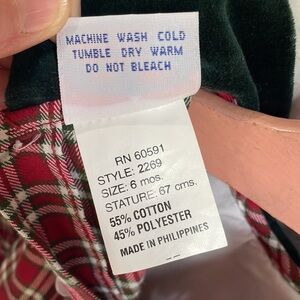 MACHINE WASH COLD
TUMBLE DRY WARM
DO NOT BLEACH
RN 60591
STYLE: 2269
SIZE: 6 mos.
STATURE: 67 cms.
55% COTTON
45% POLYESTER
MADE IN PHILIPPINES